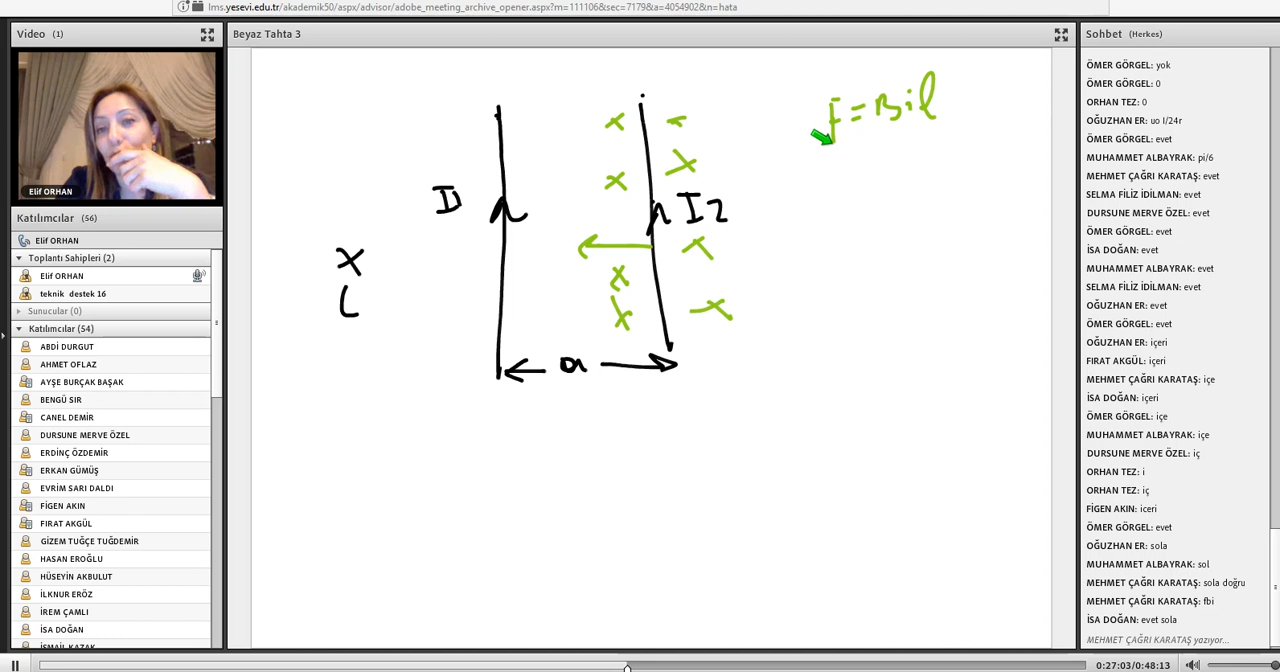 lms.yesevi.edu.tr/akademik50/aspx/advisor/adobe_meeting_archive_opener.aspx?m=111106&sec=7179&a=4054902&n=hata
Video (1)
Elif ORHAN
Katılımcılar (56)
Elif ORHAN
Toplantı Sahipleri (2)
Elif ORHAN
teknik destek 16
Sunucular (0)
Katılımcılar (54)
ABDİ DURGUT
AHMET OFLAZ
AYŞE BURÇAK BAŞAK
BENGÜ SIR
CANEL DEMİR
DURSUNE MERVE ÖZEL
ERDİNÇ ÖZDEMİR
ERKAN GÜMÜŞ
EVRİM SARI DALDI
FİGEN AKIN
FIRAT AKGÜL
GİZEM TUĞÇE TUĞDEMİR
HASAN EROĞLU
HÜSEYİN AKBULUT
İLKNUR ERÖZ
İREM ÇAMLI
İSA DOĞAN
İSMAİL KAZAK
Beyaz Tahta 3
x x
F = Bil
x x
I2
x
x
x
x x
a
Sohbet (Herkes)
ÖMER GÖRGEL: yok
ÖMER GÖRGEL: 0
ORHAN TEZ: 0
OĞUZHAN ER: uo I/24r
ÖMER GÖRGEL: evet
MUHAMMET ALBAYRAK: pi/6
MEHMET ÇAĞRI KARATAŞ: evet
SELMA FİLİZ İDİLMAN: evet
DURSUNE MERVE ÖZEL: evet
ÖMER GÖRGEL: evet
İSA DOĞAN: evet
MUHAMMET ALBAYRAK: evet
SELMA FİLİZ İDİLMAN: evet
OĞUZHAN ER: evet
ÖMER GÖRGEL: evet
OĞUZHAN ER: içeri
FIRAT AKGÜL: içeri
MEHMET ÇAĞRI KARATAŞ: içe
İSA DOĞAN: içeri
ÖMER GÖRGEL: içe
MUHAMMET ALBAYRAK: içe
DURSUNE MERVE ÖZEL: iç
ORHAN TEZ: i
ORHAN TEZ: iç
FİGEN AKIN: iceri
ÖMER GÖRGEL: evet
OĞUZHAN ER: sola
MUHAMMET ALBAYRAK: sol
MEHMET ÇAĞRI KARATAŞ: sola doğru
MEHMET ÇAĞRI KARATAŞ: fbi
İSA DOĞAN: evet sola
MEHMET ÇAĞRI KARATAŞ yazıyor...
0:27:03/0:48:13